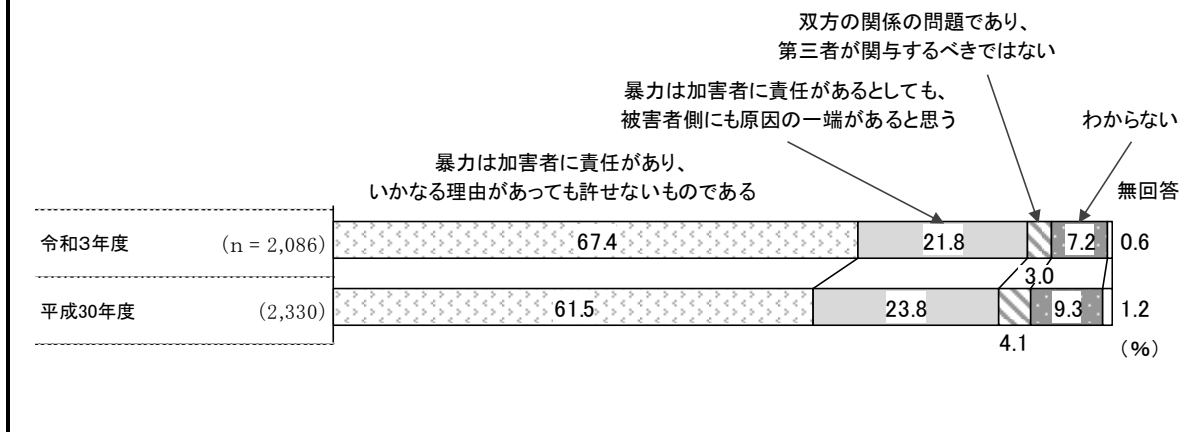 双方の関係の問題であり、
第三者が関与するべきではない
暴力は加害者に責任があるとしても、
被害者側にも原因の一端があると思う
わからない
暴力は加害者に責任があり、
いかなる理由があっても許せないものである
無回答
令和3年度 (n = 2,086) 67.4 21.8 7.2 0.6
3.0
平成30年度 (2,330) 61.5 23.8 9.3 1.2
4.1
(%)